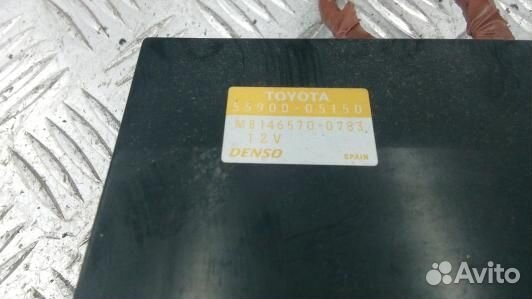 TOYOTA
55900-05150
MB146570-0783
12V
DENSO
SPAIN
Avito